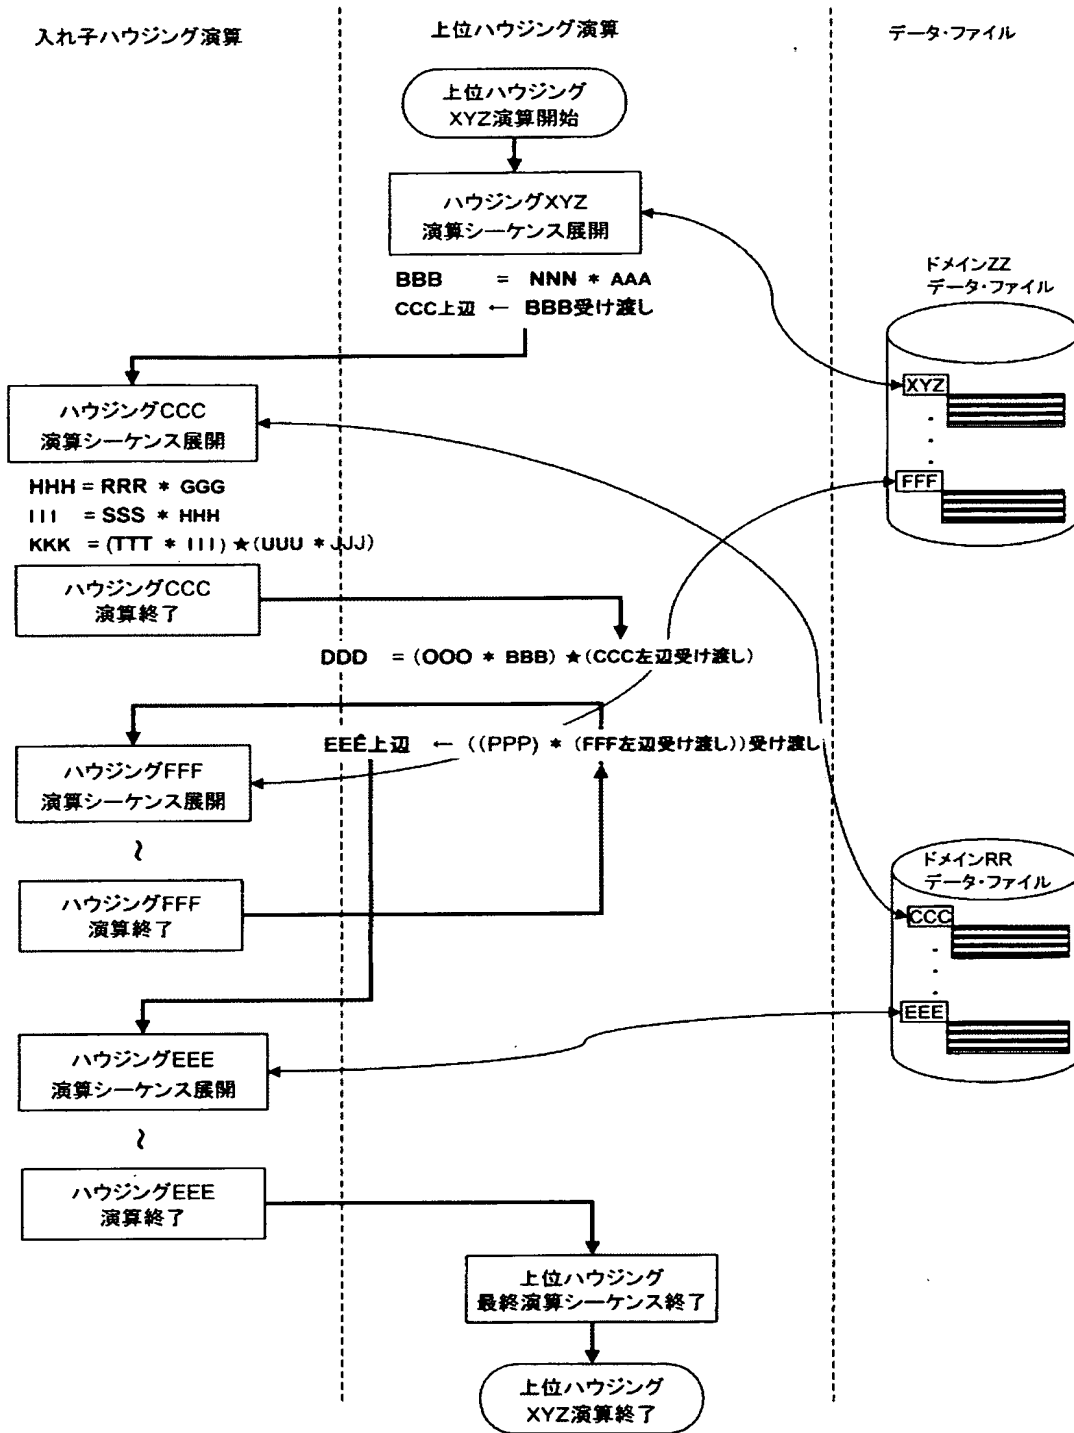 入れ子ハウジング演算
上位ハウジング演算
データ・ファイル
上位ハウジング
XYZ演算開始
ハウジングXYZ
演算シーケンス展開
BBB = NNN * AAA
CCC上辺 ← BBB受け渡し
ドメインZZ
データ・ファイル
XYZ
FFF
ハウジングCCC
演算シーケンス展開
HHH = RRR * GGG
III = SSS * HHH
KKK = (TTT * III) ★ (UUU * JJJ)
ハウジングCCC
演算終了
DDD = (OOO * BBB) ★ (CCC左辺受け渡し)
EEE上辺 ← ((PPP) * (FFF左辺受け渡し))受け渡し
ハウジングFFF
演算シーケンス展開
~
ハウジングFFF
演算終了
ドメインRR
データ・ファイル
CCC
EEE
ハウジングEEE
演算シーケンス展開
~
ハウジングEEE
演算終了
上位ハウジング
最終演算シーケンス終了
上位ハウジング
XYZ演算終了